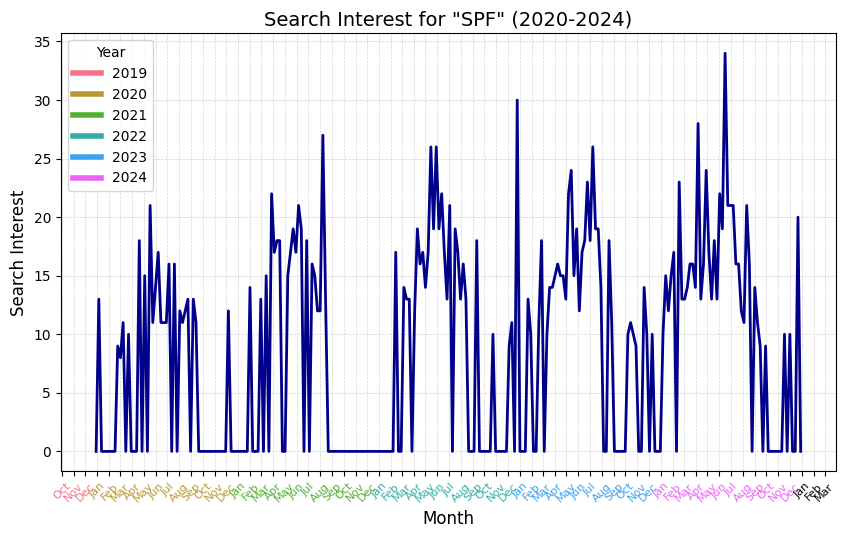 Search Interest for "SPF" (2020-2024)
Year
2019
2020
2021
2022
2023
2024
35
30
25
20
15
10
5
0
Search Interest
Oct Nov Dec Jan Feb Mar Apr May Jun Jul Aug Sep Oct Nov Dec Jan Feb Mar Apr May Jun Jul Aug Sep Oct Nov Dec Jan Feb Mar Apr May Jun Jul Aug Sep Oct Nov Dec Jan Feb Mar Apr May Jun Jul Aug Sep Oct Nov Dec Jan Feb Mar Apr May Jun Jul Aug Sep Oct Nov Dec Jan Feb Mar
Month